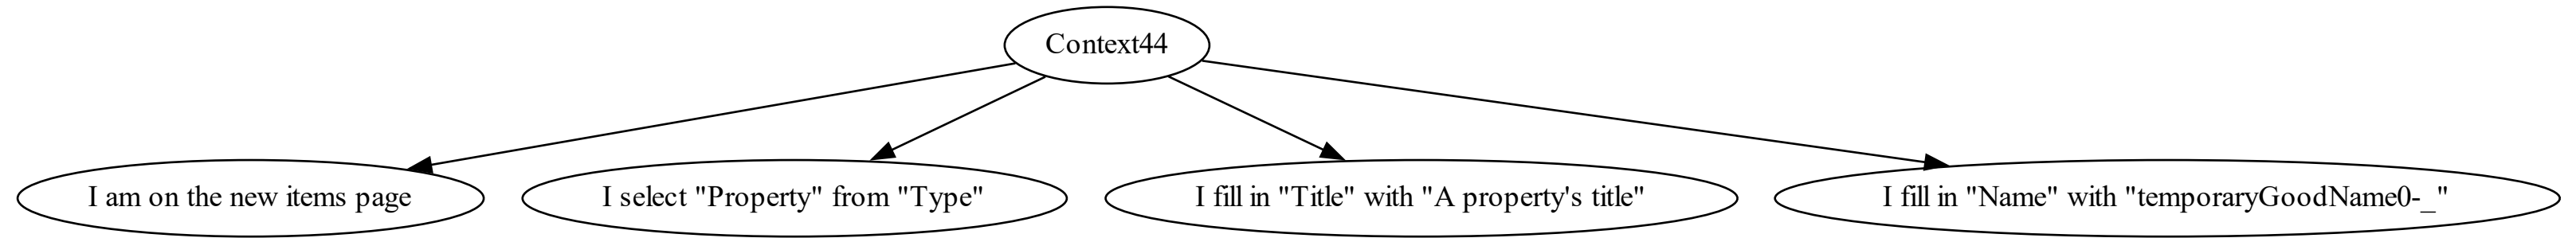 Context44
I am on the new items page
I select "Property" from "Type"
I fill in "Title" with "A property's title"
I fill in "Name" with "temporaryGoodName0-_"